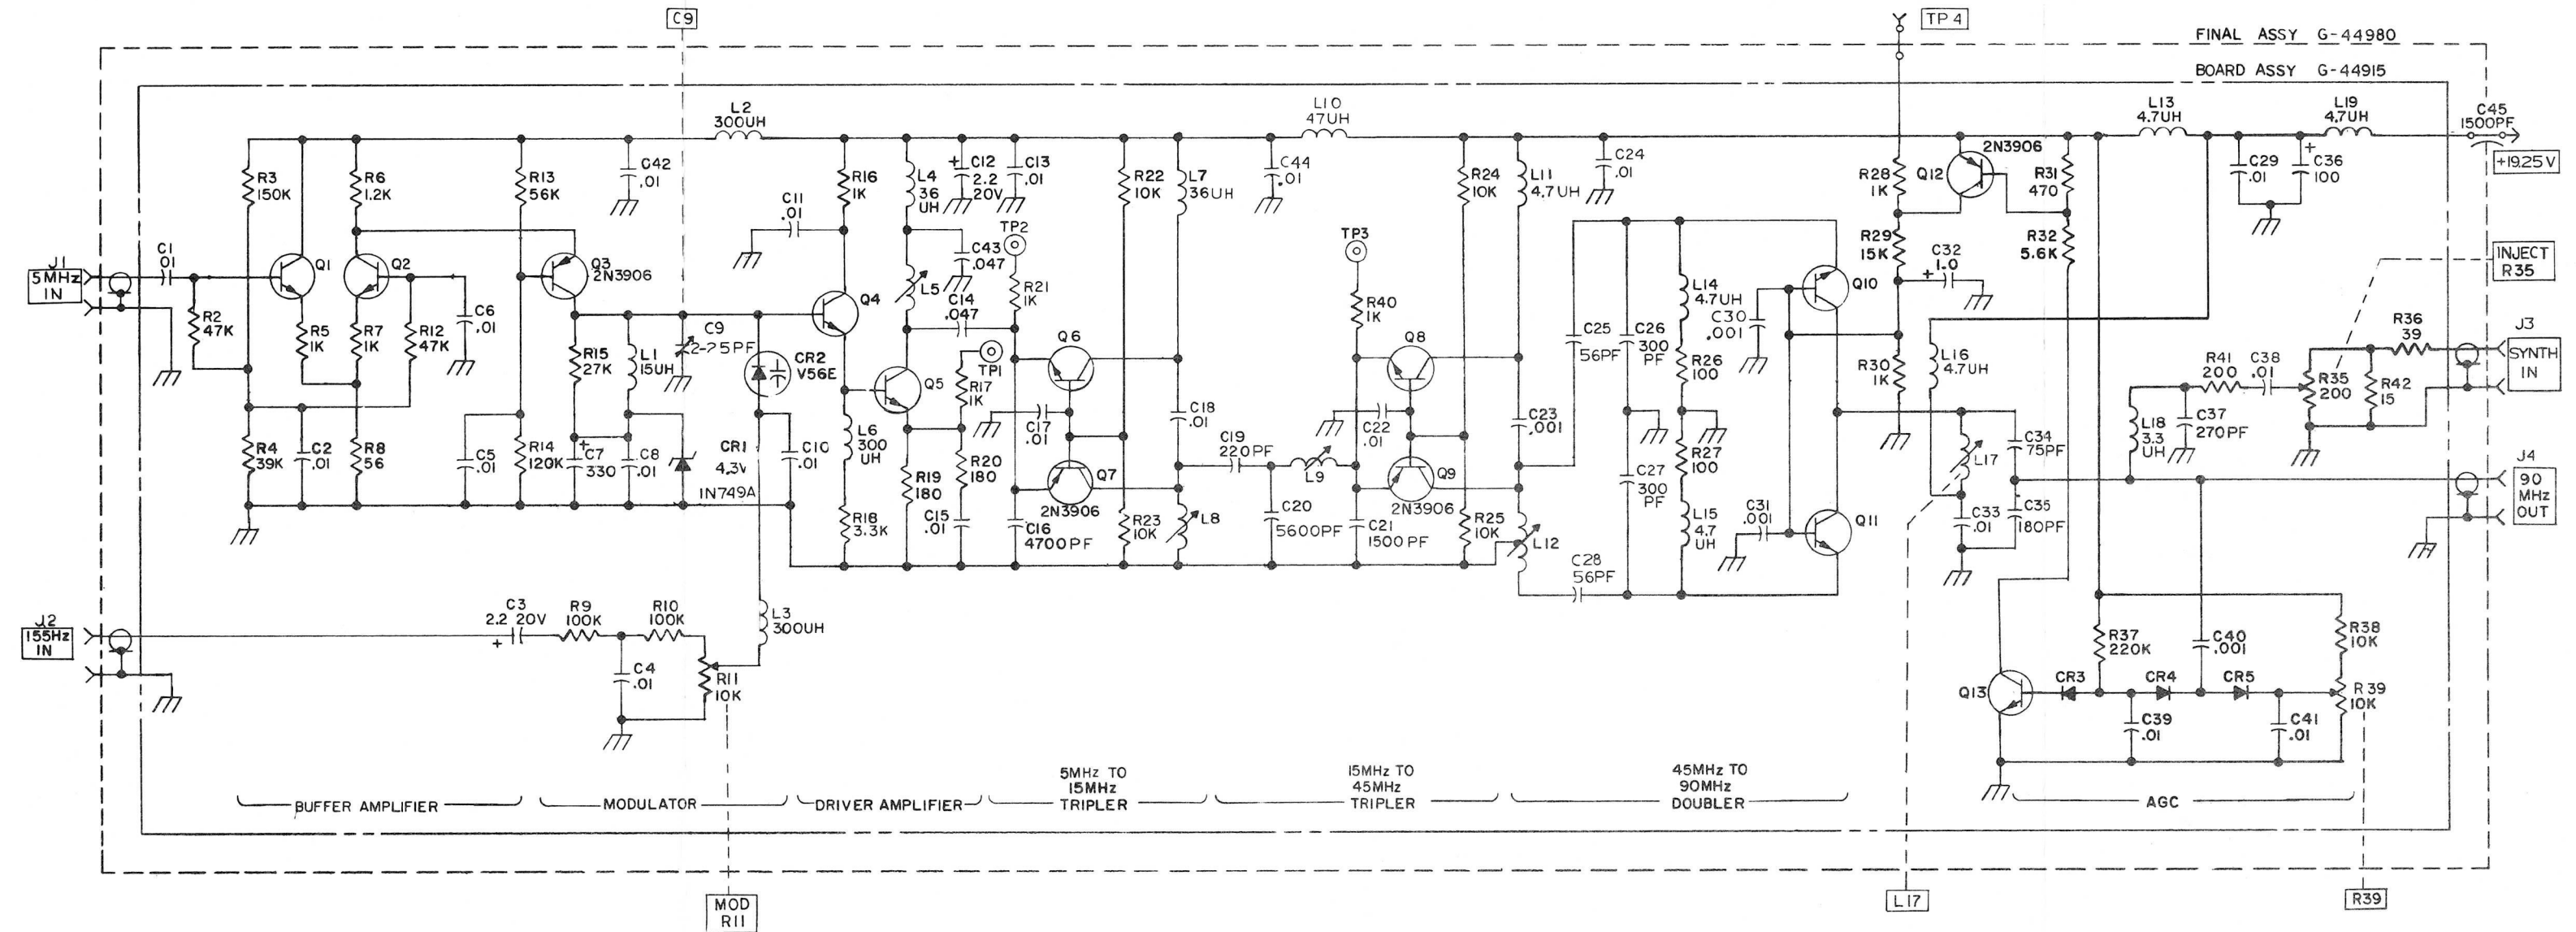 C9
TP 4
FINAL ASSY G-44980
BOARD ASSY G-44915
L2
300UH
L10
47UH
L13
4.7UH
L19
4.7UH
C45
1500PF
+19.25V
R3
150K
R6
1.2K
R13
56K
C42
.01
C11
.01
R16
1K
L4
36
UH
C12
2.2
20V
C13
.01
R22
10K
L7
36UH
C44
.01
R24
10K
L11
4.7UH
C24
.01
R28
1K
Q12
2N3906
R31
470
C29
.01
C36
100
J1
5MHz
IN
C1
.01
Q1
Q2
Q3
2N3906
C6
.01
R2
47K
R5
1K
R7
1K
R12
47K
R15
27K
L1
15UH
C9
2-25PF
CR2
V56E
Q4
L5
C43
.047
C14
.047
TP2
R21
1K
TP1
R17
1K
Q5
Q6
TP3
R40
1K
Q8
C25
56PF
C26
300
PF
L14
4.7UH
R26
100
C30
.001
Q10
R29
15K
C32
1.0
R32
5.6K
R30
1K
L16
4.7UH
INJECT
R35
R36
39
J3
SYNTH
IN
R41
200
C38
.01
R35
200
R42
15
R4
39K
C2
.01
R8
56
C5
.01
R14
120K
C7
330
C8
.01
CR1
4.3V
1N749A
C10
.01
L6
300
UH
R18
3.3K
R19
180
R20
180
C15
.01
C17
.01
Q7
2N3906
C16
4700PF
R23
10K
C18
.01
L8
C19
220PF
C20
5600PF
L9
C22
.01
Q9
2N3906
C21
1500PF
R25
10K
C23
.001
L12
C28
56PF
C27
300
PF
R27
100
L15
4.7
UH
C31
.001
Q11
L17
C34
75PF
C33
.01
C35
180PF
L18
3.3
UH
C37
270PF
J4
90
MHz
OUT
J2
155Hz
IN
C3
2.2 20V
R9
100K
R10
100K
C4
.01
R11
10K
L3
300UH
R37
220K
C40
.001
R38
10K
Q13
CR3
CR4
CR5
R39
10K
C39
.01
C41
.01
BUFFER AMPLIFIER
MODULATOR
DRIVER AMPLIFIER
5MHz TO
15MHz
TRIPLER
15MHz TO
45MHz
TRIPLER
45MHz TO
90MHz
DOUBLER
AGC
MOD
R11
L17
R39